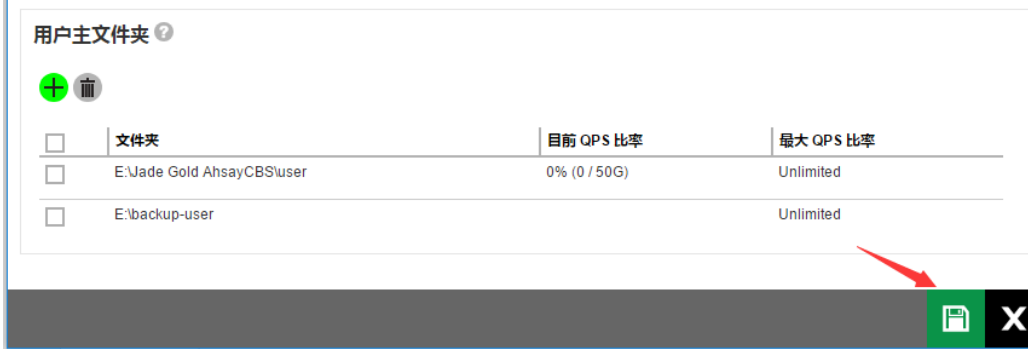 用户主文件夹 ?
文件夹 目前 QPS 比率 最大 QPS 比率
E:\Jade Gold AhsayCBS\user 0% (0 / 50G) Unlimited
E:\backup-user Unlimited
X